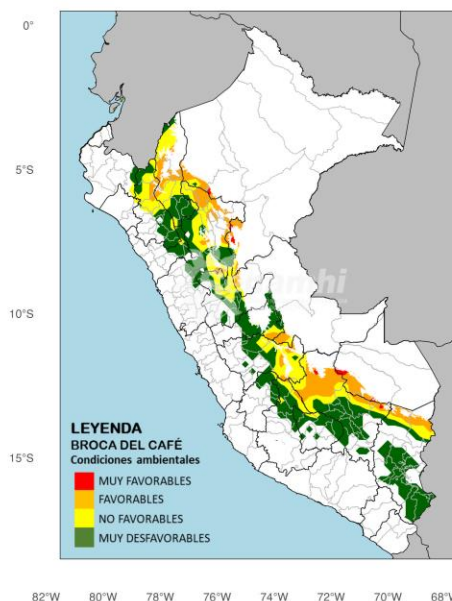 0°
5°S
10°S
15°S
LEYENDA
BROCA DEL CAFÉ
Condiciones ambientales
MUY FAVORABLES
FAVORABLES
NO FAVORABLES
MUY DESFAVORABLES
82°W 80°W 78°W 76°W 74°W 72°W 70°W 68°W